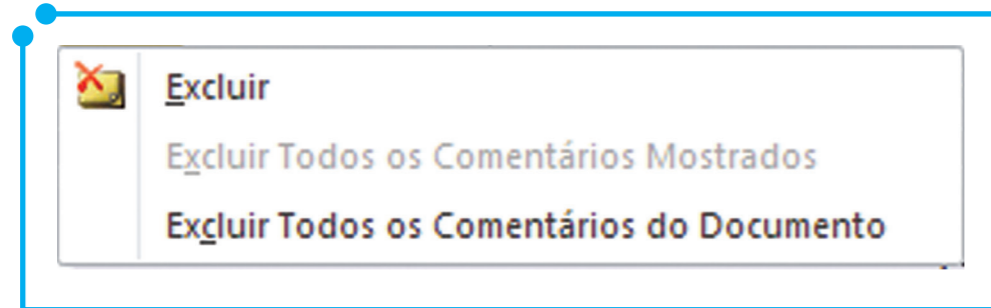 Excluir
Excluir Todos os Comentários Mostrados
Excluir Todos os Comentários do Documento